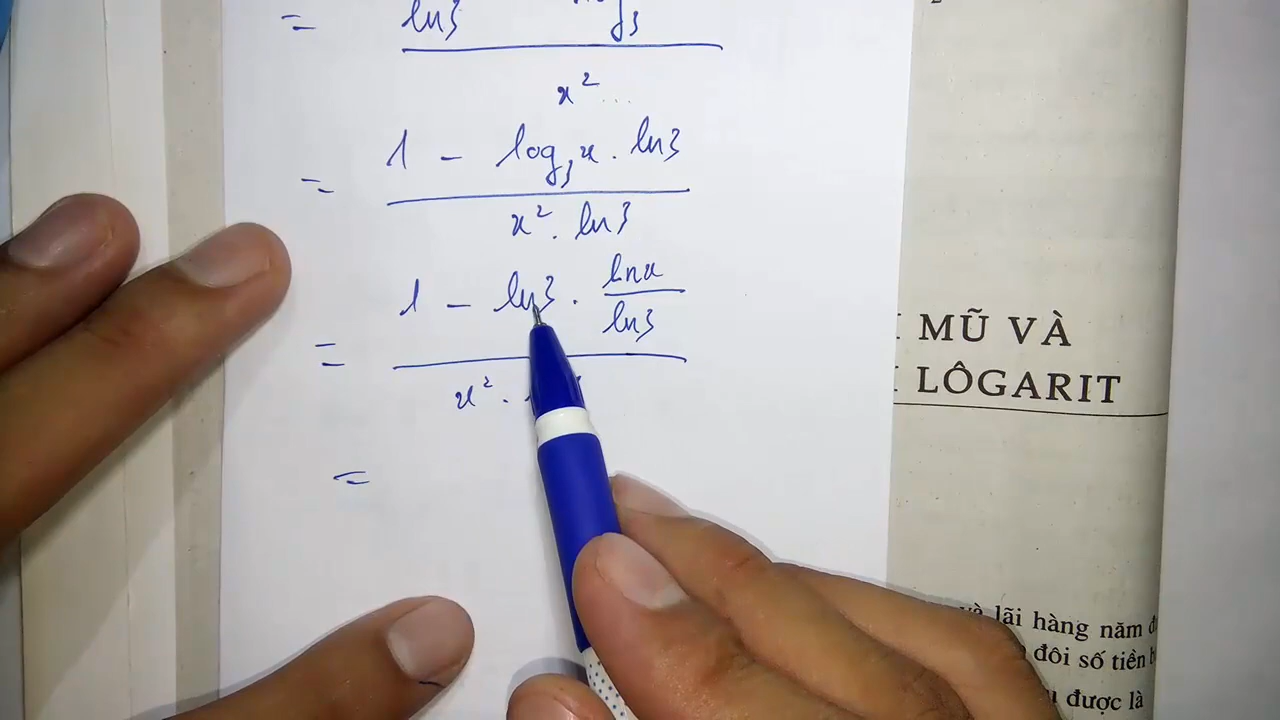 = ln3 log3
x² ...
= 1 - log₃x . ln3
x² . ln3
= 1 - ln3 . lnx / ln3
x² .
=
MŨ VÀ
LÔGARIT
và lãi hàng năm
đôi số tiền
được là